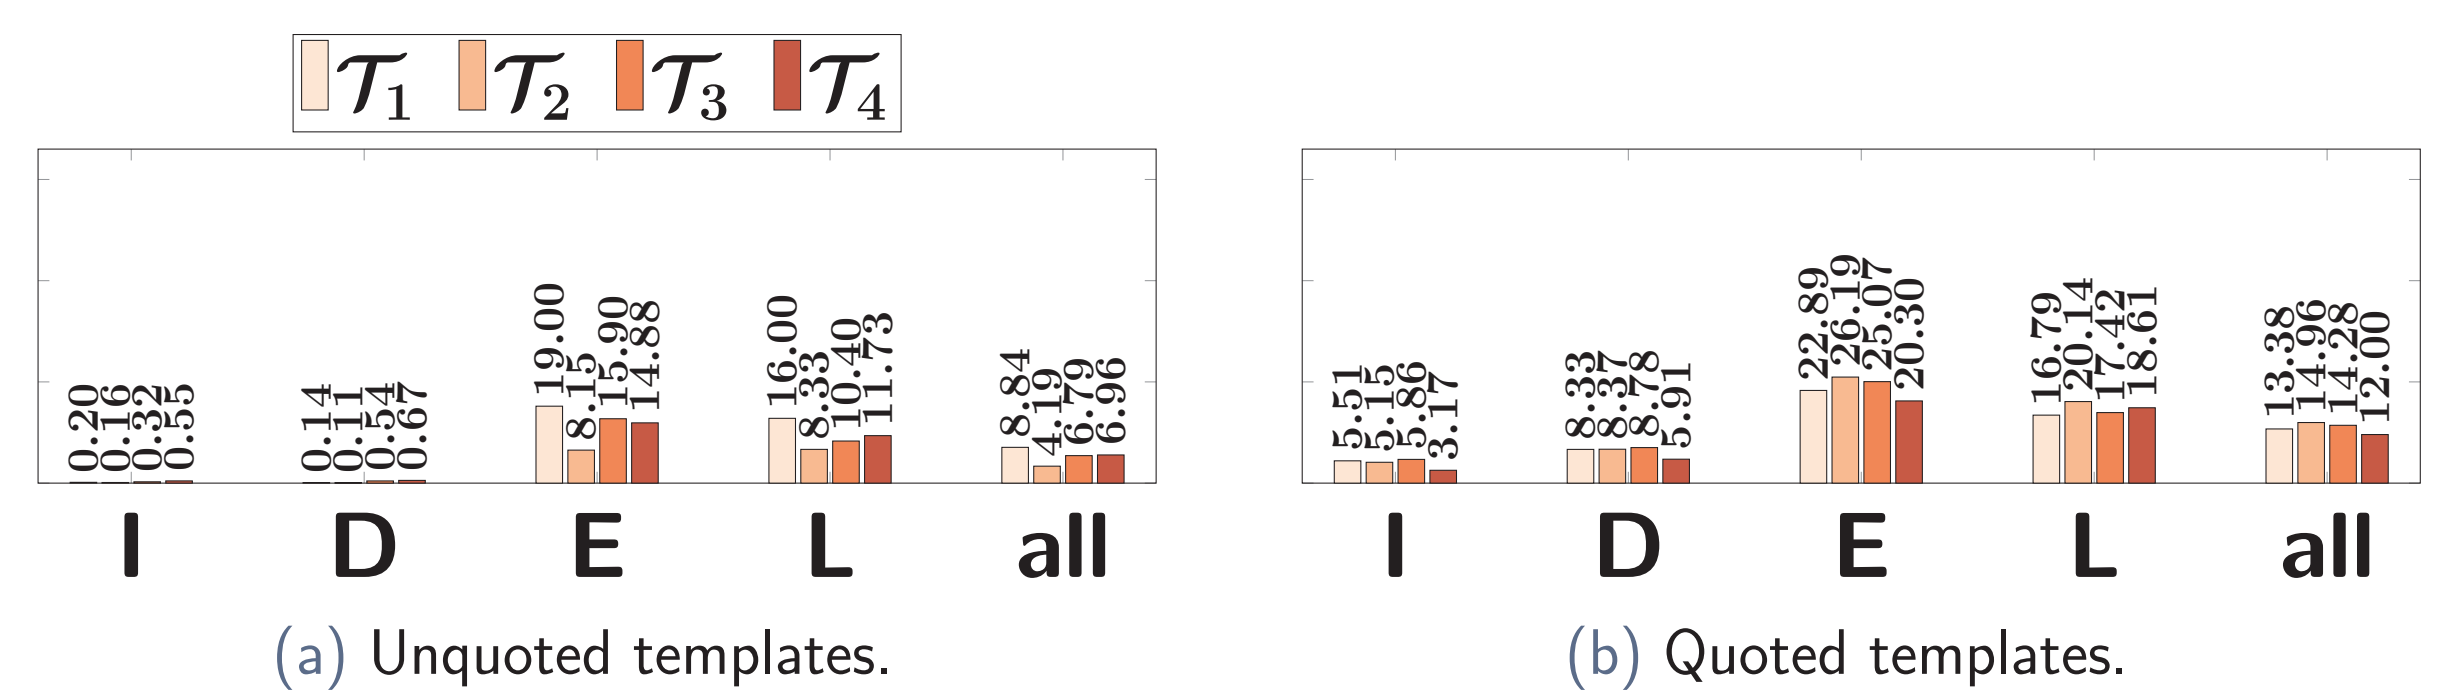 𝒯1 𝒯2 𝒯3 𝒯4
0.20 0.16 0.32 0.55
0.14 0.11 0.54 0.67
19.00 8.15 15.90 14.88
16.00 8.33 10.40 11.73
8.84 4.19 6.79 6.96
I D E L all
(a) Unquoted templates.
5.51 5.15 5.86 3.17
8.33 8.37 8.78 5.91
22.89 26.19 25.07 20.30
16.79 20.14 17.42 18.61
13.38 14.96 14.28 12.00
I D E L all
(b) Quoted templates.